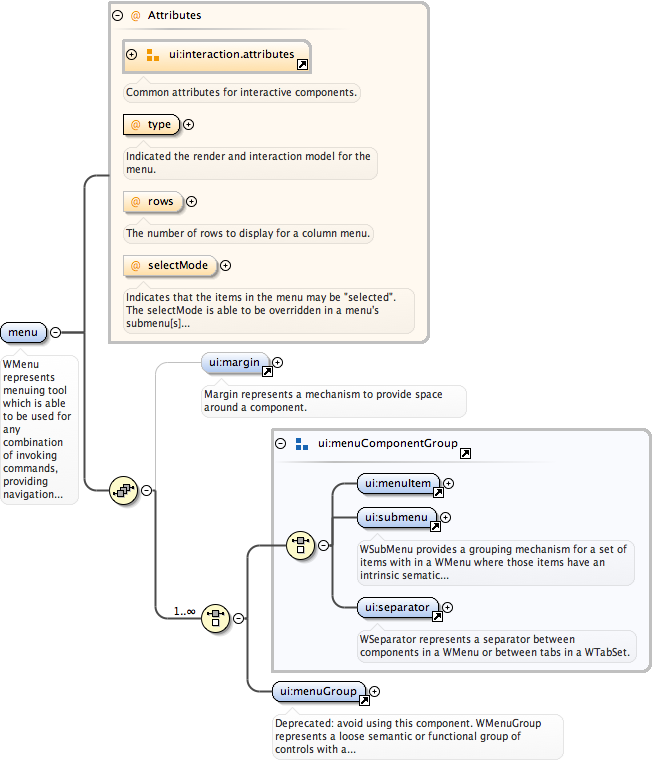 @ Attributes
ui:interaction.attributes
Common attributes for interactive components.
@ type
Indicated the render and interaction model for the
menu.
@ rows
The number of rows to display for a column menu.
@ selectMode
Indicates that the items in the menu may be "selected".
The selectMode is able to be overridden in a menu's
submenu[s]...
menu
WMenu
represents
menuing tool
which is able
to be used for
any
combination
of invoking
commands,
providing
navigation...
ui:margin
Margin represents a mechanism to provide space
around a component.
1..∞
ui:menuComponentGroup
ui:menuItem
ui:submenu
WSubMenu provides a grouping mechanism for a set of
items with in a WMenu where those items have an
intrinsic sematic...
ui:separator
WSeparator represents a separator between
components in a WMenu or between tabs in a WTabSet.
ui:menuGroup
Deprecated: avoid using this component. WMenuGroup
represents a loose semantic or functional group of
controls with a...